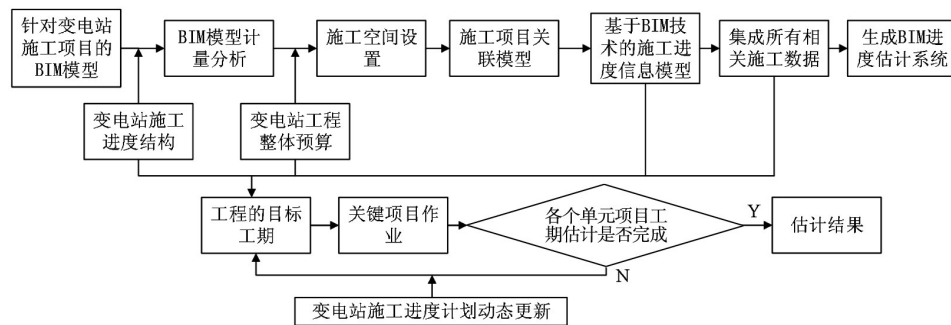 针对变电站
施工项目的
BIM模型
BIM模型计
量分析
施工空间设
置
施工项目关
联模型
基于BIM技
术的施工进
度信息模型
集成所有相
关施工数据
生成BIM进
度估计系统
变电站施工
进度结构
变电站工程
整体预算
工程的目标
工期
关键项目作
业
各个单元项目工
期估计是否完成
Y
估计结果
N
变电站施工进度计划动态更新